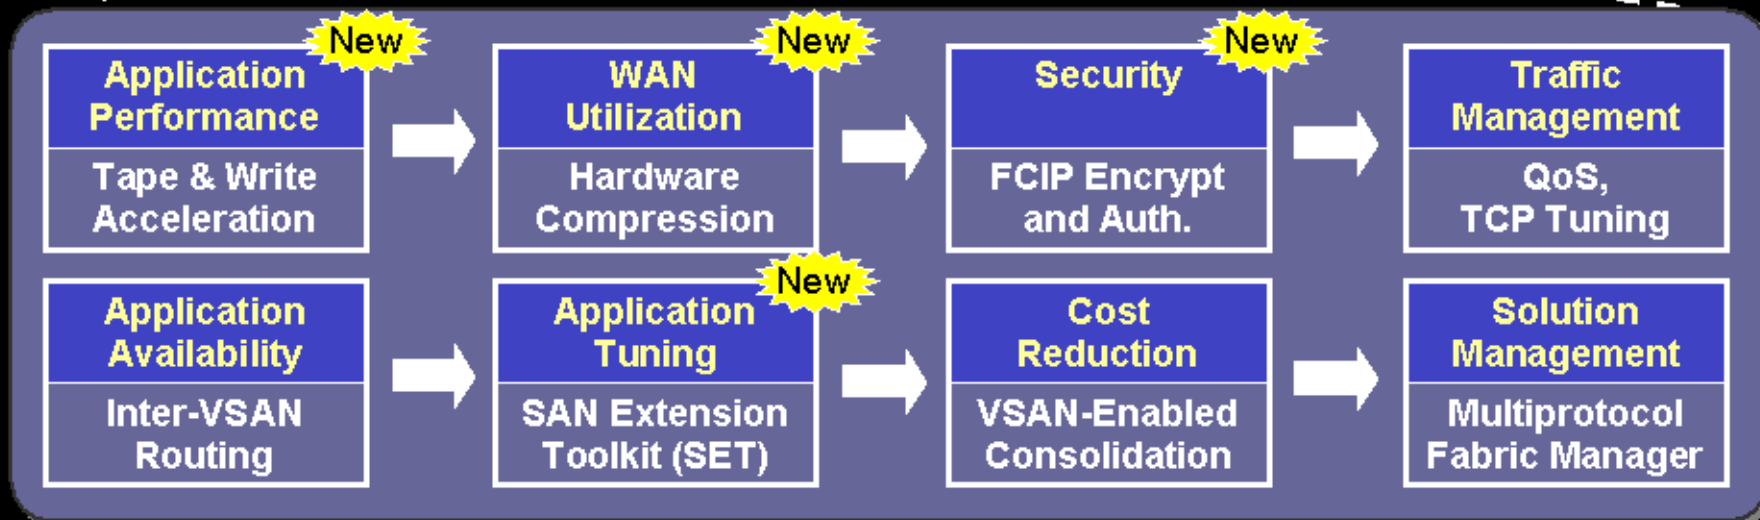 New
Application
Performance
Tape & Write
Acceleration
New
WAN
Utilization
Hardware
Compression
New
Security
FCIP Encrypt
and Auth.
Traffic
Management
QoS,
TCP Tuning
Application
Availability
Inter-VSAN
Routing
New
Application
Tuning
SAN Extension
Toolkit (SET)
Cost
Reduction
VSAN-Enabled
Consolidation
Solution
Management
Multiprotocol
Fabric Manager